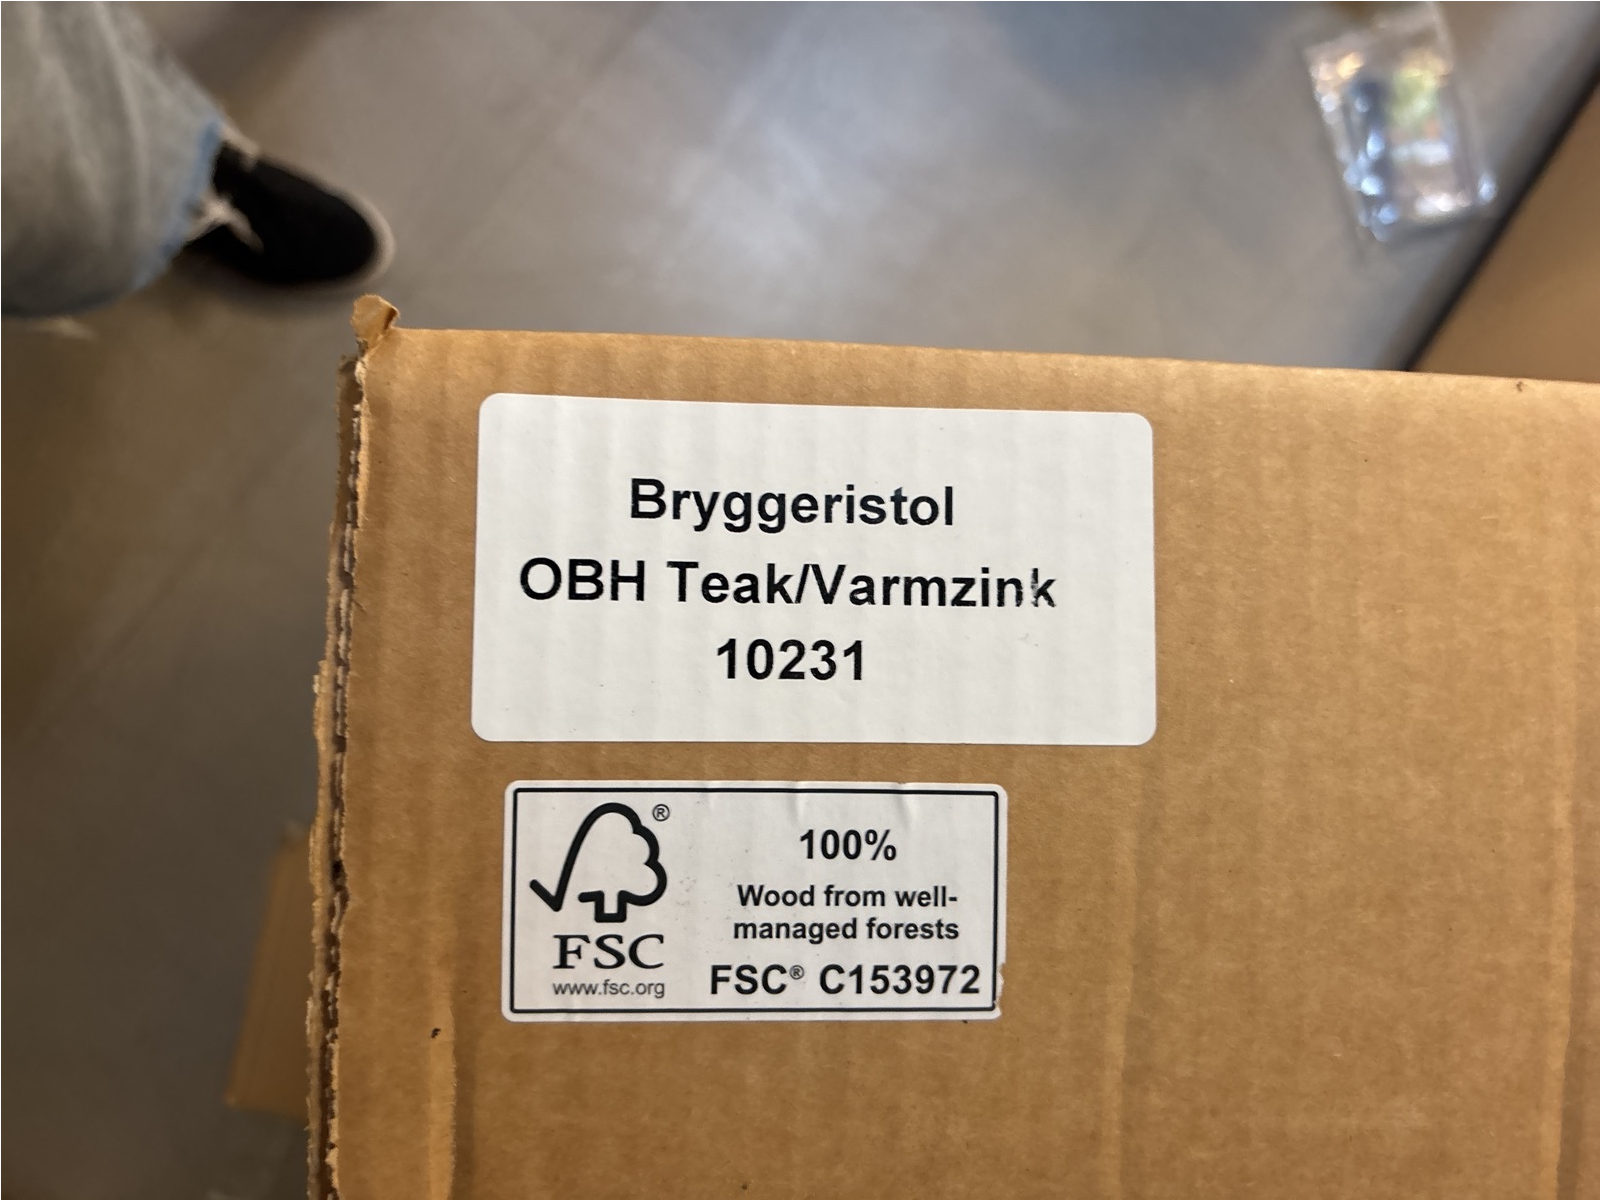 Bryggeristol
OBH Teak/Varmzink
10231
®
100%
Wood from well-
managed forests
FSC
www.fsc.org
FSC® C153972